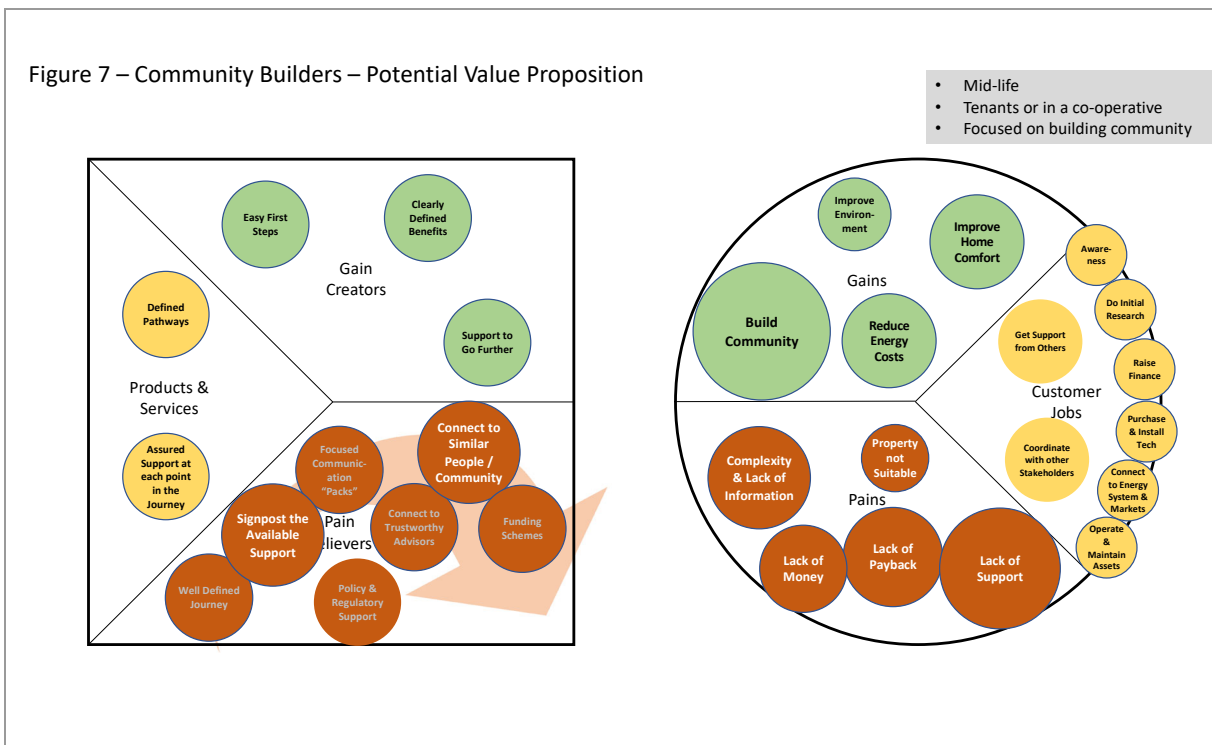 Figure 7 – Community Builders – Potential Value Proposition
• Mid-life
• Tenants or in a co-operative
• Focused on building community
Easy First
Steps
Clearly
Defined
Benefits
Gain
Creators
Support to
Go Further
Defined
Pathways
Products &
Services
Assured
Support at
each point
in the
Journey
Focused
Communic-
ation
"Packs"
Connect to
Similar
People /
Community
Signpost the
Available
Support
Pain
elievers
Connect to
Trustworthy
Advisors
Funding
Schemes
Well Defined
Journey
Policy &
Regulatory
Support
Improve
Environ-
ment
Improve
Home
Comfort
Gains
Build
Community
Reduce
Energy
Costs
Aware-
ness
Do Initial
Research
Get Support
from Others
Raise
Finance
Customer
Jobs
Purchase
& Install
Tech
Coordinate
with other
Stakeholders
Connect
to Energy
System &
Markets
Operate
&
Maintain
Assets
Complexity
& Lack of
Information
Property
not
Suitable
Pains
Lack of
Money
Lack of
Payback
Lack of
Support